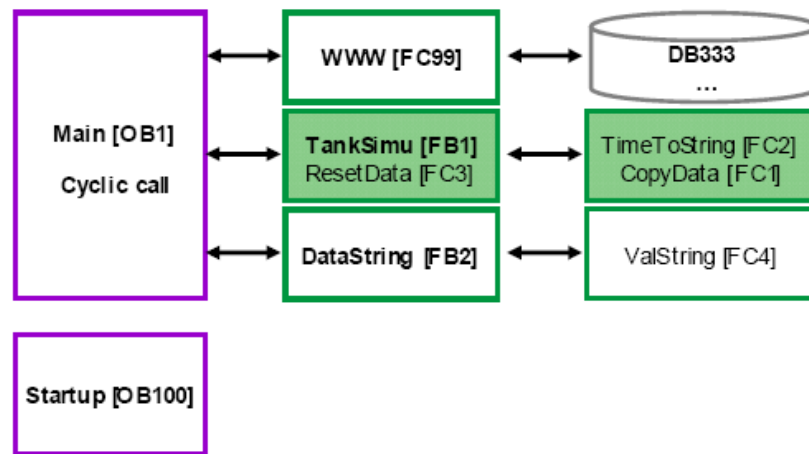 Main [OB1]
Cyclic call
WWW [FC99]
DB333
...
TankSimu [FB1]
ResetData [FC3]
TimeToString [FC2]
CopyData [FC1]
DataString [FB2]
ValString [FC4]
Startup [OB100]